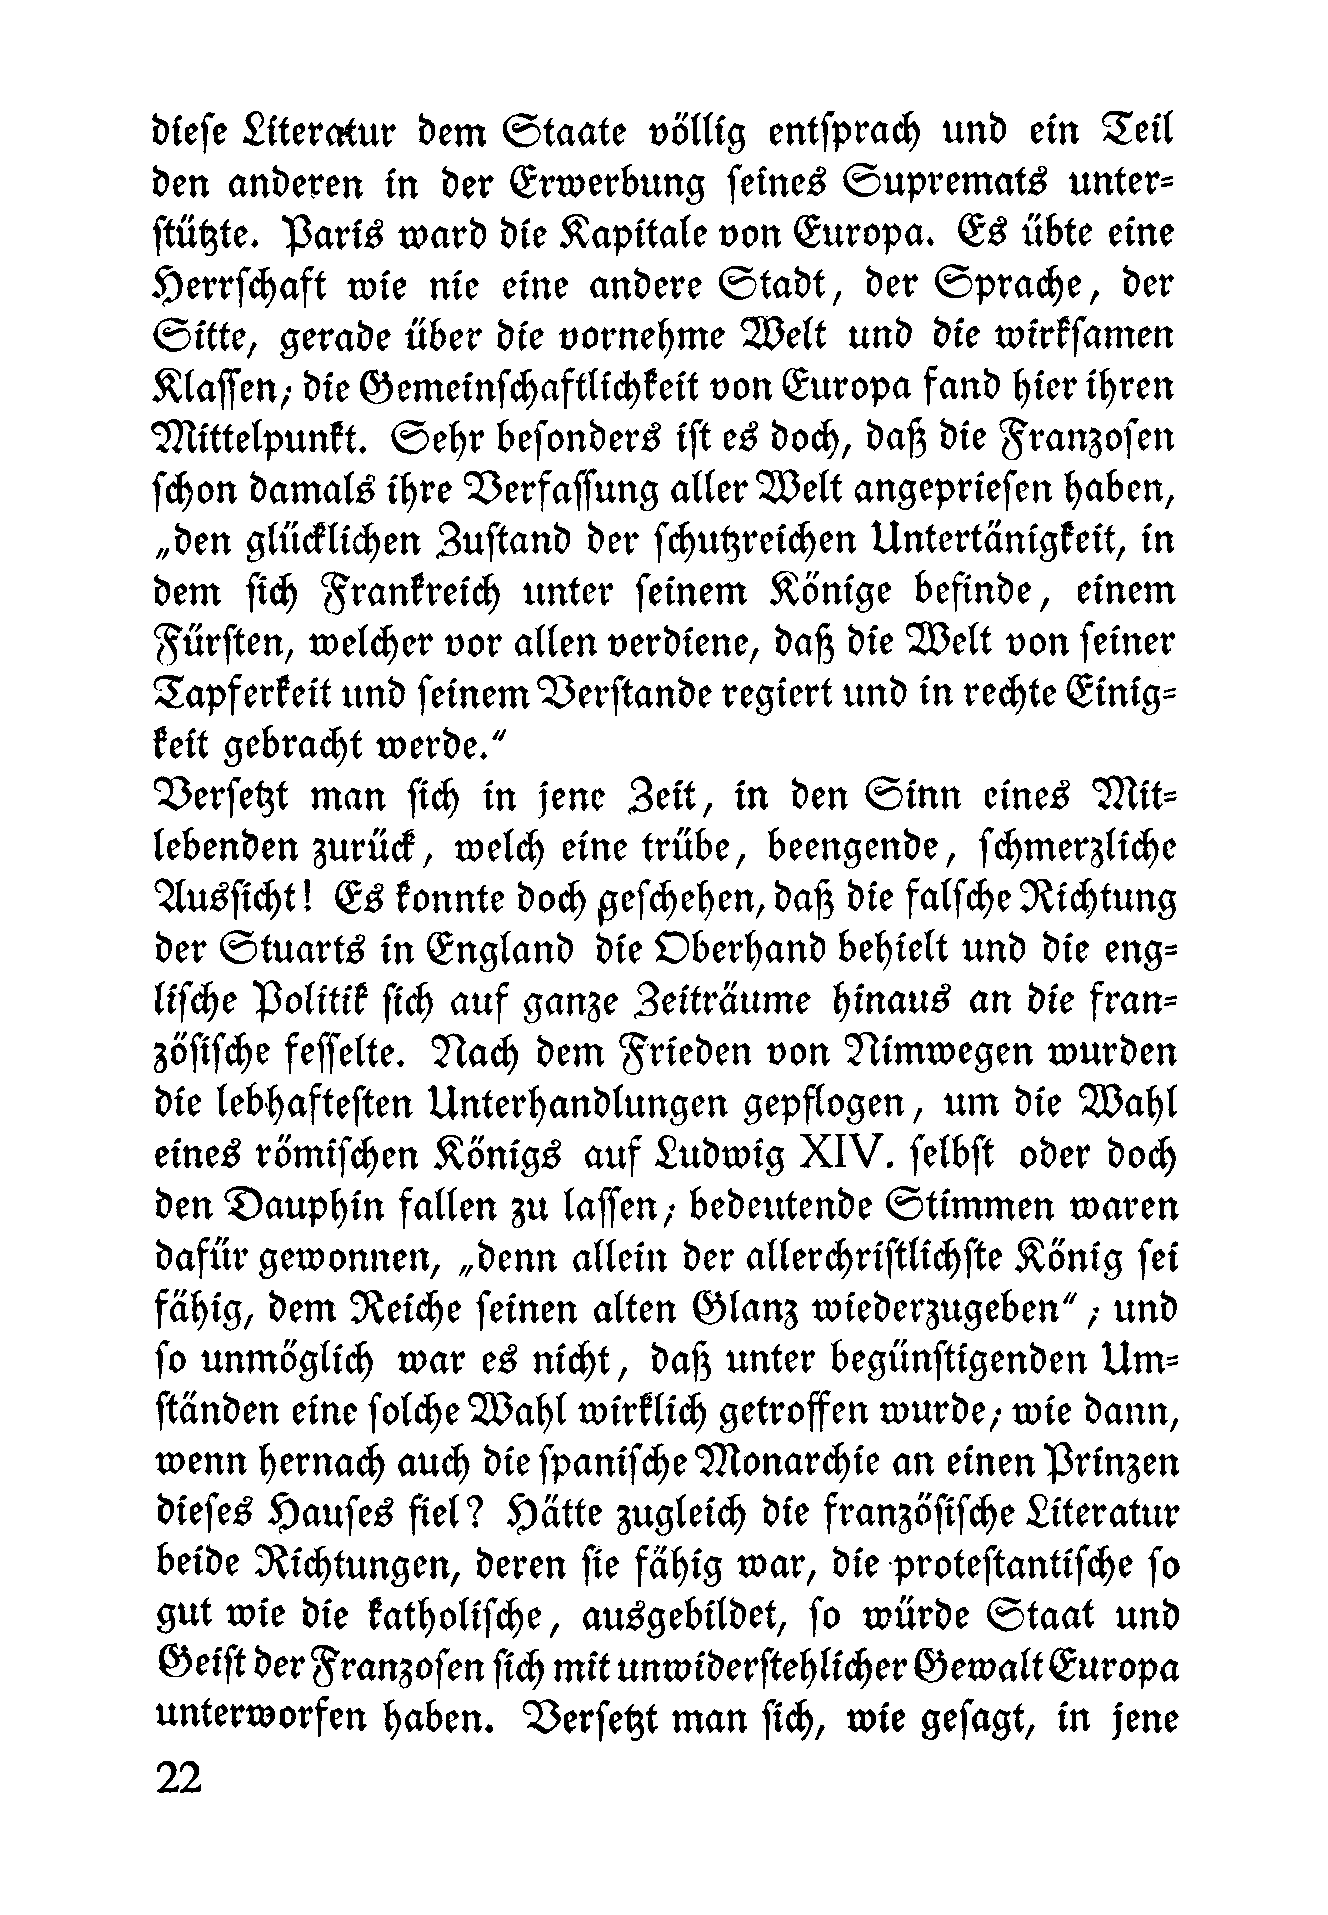 diese Literatur dem Staate völlig entsprach und ein Teil
den anderen in der Erwerbung seines Supremats unter=
stützte. Paris ward die Kapitale von Europa. Es übte eine
Herrschaft wie nie eine andere Stadt, der Sprache, der
Sitte, gerade über die vornehme Welt und die wirksamen
Klassen; die Gemeinschaftlichkeit von Europa fand hier ihren
Mittelpunkt. Sehr besonders ist es doch, daß die Franzosen
schon damals ihre Verfassung aller Welt angepriesen haben,
„den glücklichen Zustand der schutzreichen Untertänigkeit, in
dem sich Frankreich unter seinem Könige befinde, einem
Fürsten, welcher vor allen verdiene, daß die Welt von seiner
Tapferkeit und seinem Verstande regiert und in rechte Einig=
keit gebracht werde.“
Versetzt man sich in jene Zeit, in den Sinn eines Mit=
lebenden zurück, welch eine trübe, beengende, schmerzliche
Aussicht! Es konnte doch geschehen, daß die falsche Richtung
der Stuarts in England die Oberhand behielt und die eng=
lische Politik sich auf ganze Zeiträume hinaus an die fran=
zösische fesselte. Nach dem Frieden von Nimwegen wurden
die lebhaftesten Unterhandlungen gepflogen, um die Wahl
eines römischen Königs auf Ludwig XIV. selbst oder doch
den Dauphin fallen zu lassen; bedeutende Stimmen waren
dafür gewonnen, „denn allein der allerchristlichste König sei
fähig, dem Reiche seinen alten Glanz wiederzugeben“; und
so unmöglich war es nicht, daß unter begünstigenden Um=
ständen eine solche Wahl wirklich getroffen wurde; wie dann,
wenn hernach auch die spanische Monarchie an einen Prinzen
dieses Hauses fiel? Hätte zugleich die französische Literatur
beide Richtungen, deren sie fähig war, die protestantische so
gut wie die katholische, ausgebildet, so würde Staat und
Geist der Franzosen sich mit unwiderstehlicher Gewalt Europa
unterworfen haben. Versetzt man sich, wie gesagt, in jene
22